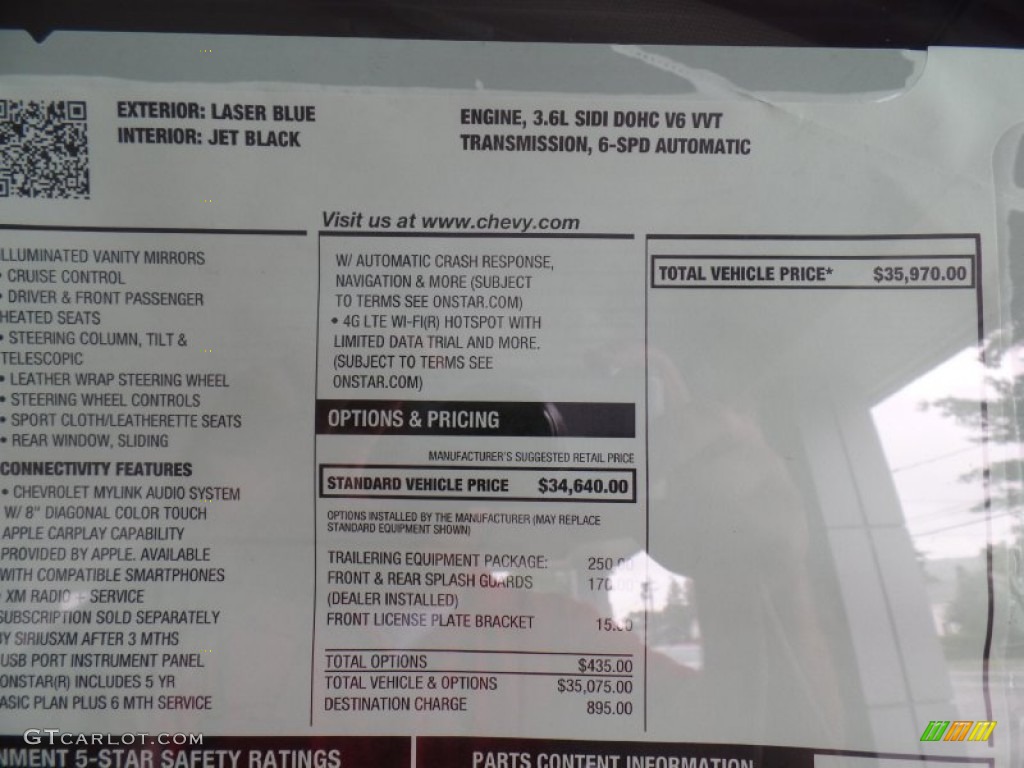 EXTERIOR: LASER BLUE
INTERIOR: JET BLACK
ENGINE, 3.6L SIDI DOHC V6 VVT
TRANSMISSION, 6-SPD AUTOMATIC
Visit us at www.chevy.com
ILLUMINATED VANITY MIRRORS
• CRUISE CONTROL
• DRIVER & FRONT PASSENGER
HEATED SEATS
• STEERING COLUMN, TILT &
TELESCOPIC
• LEATHER WRAP STEERING WHEEL
• STEERING WHEEL CONTROLS
• SPORT CLOTH/LEATHERETTE SEATS
• REAR WINDOW, SLIDING
CONNECTIVITY FEATURES
• CHEVROLET MYLINK AUDIO SYSTEM
W/ 8" DIAGONAL COLOR TOUCH
APPLE CARPLAY CAPABILITY
PROVIDED BY APPLE. AVAILABLE
WITH COMPATIBLE SMARTPHONES
XM RADIO + SERVICE
SUBSCRIPTION SOLD SEPARATELY
BY SIRIUSXM AFTER 3 MTHS
USB PORT INSTRUMENT PANEL
ONSTAR(R) INCLUDES 5 YR
ASIC PLAN PLUS 6 MTH SERVICE
W/ AUTOMATIC CRASH RESPONSE,
NAVIGATION & MORE (SUBJECT
TO TERMS SEE ONSTAR.COM)
• 4G LTE WI-FI(R) HOTSPOT WITH
LIMITED DATA TRIAL AND MORE.
(SUBJECT TO TERMS SEE
ONSTAR.COM)
OPTIONS & PRICING
MANUFACTURER'S SUGGESTED RETAIL PRICE
STANDARD VEHICLE PRICE $34,640.00
OPTIONS INSTALLED BY THE MANUFACTURER (MAY REPLACE
STANDARD EQUIPMENT SHOWN)
TRAILERING EQUIPMENT PACKAGE: 250.00
FRONT & REAR SPLASH GUARDS 170.00
(DEALER INSTALLED)
FRONT LICENSE PLATE BRACKET 15.00
TOTAL OPTIONS $435.00
TOTAL VEHICLE & OPTIONS $35,075.00
DESTINATION CHARGE 895.00
TOTAL VEHICLE PRICE* $35,970.00
NMENT 5-STAR SAFETY RATINGS
PARTS CONTENT INFORMATION
GTCARLOT.COM